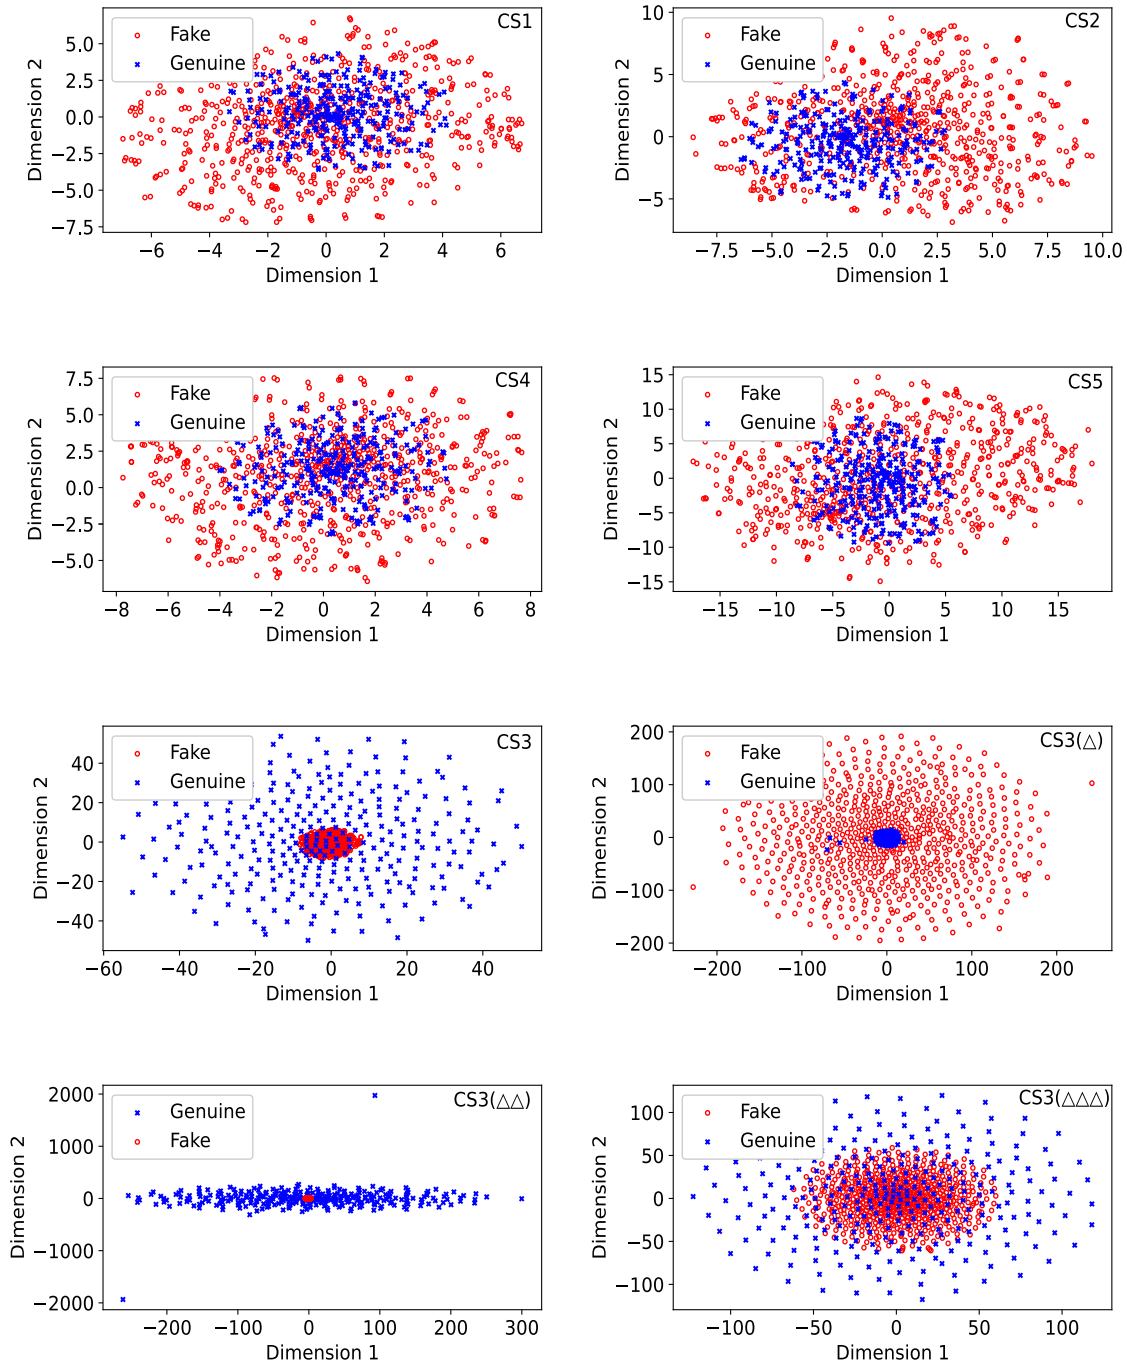 CS1
Fake
Genuine
Dimension 2
5.0
2.5
0.0
−2.5
−5.0
−7.5
−6 −4 −2 0 2 4 6
Dimension 1
CS2
Fake
Genuine
Dimension 2
10
5
0
−5
−7.5 −5.0 −2.5 0.0 2.5 5.0 7.5 10.0
Dimension 1
CS4
Fake
Genuine
Dimension 2
7.5
5.0
2.5
0.0
−2.5
−5.0
−8 −6 −4 −2 0 2 4 6 8
Dimension 1
CS5
Fake
Genuine
Dimension 2
15
10
5
0
−5
−10
−15
−15 −10 −5 0 5 10 15
Dimension 1
CS3
Fake
Genuine
Dimension 2
40
20
0
−20
−40
−60 −40 −20 0 20 40
Dimension 1
CS3(△)
Fake
Genuine
Dimension 2
200
100
0
−100
−200
−200 −100 0 100 200
Dimension 1
CS3(△△)
Genuine
Fake
Dimension 2
2000
1000
0
−1000
−2000
−200 −100 0 100 200 300
Dimension 1
CS3(△△△)
Fake
Genuine
Dimension 2
100
50
0
−50
−100
−100 −50 0 50 100
Dimension 1